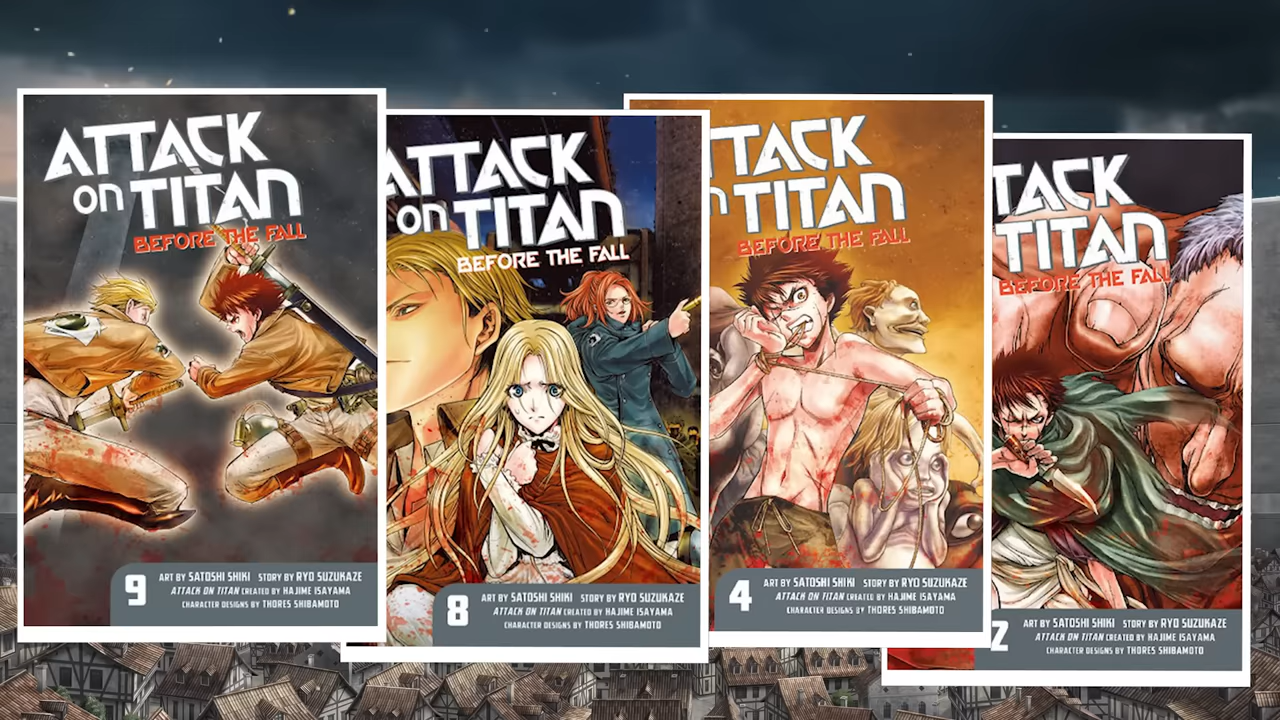 ATTACK
on TITAN
BEFORE THE FALL
9
ART BY SATOSHI SHIKI STORY BY RYO SUZUKAZE
ATTACK ON TITAN CREATED BY HAJIME ISAYAMA
CHARACTER DESIGNS BY THORES SHIBAMOTO
ATTACK
on TITAN
BEFORE THE FALL
8
ART BY SATOSHI SHIKI STORY BY RYO SUZUKAZE
ATTACK ON TITAN CREATED BY HAJIME ISAYAMA
CHARACTER DESIGNS BY THORES SHIBAMOTO
TTACK
n TITAN
BEFORE THE FALL
4
ART BY SATOSHI SHIKI STORY BY RYO SUZUKAZE
ATTACK ON TITAN CREATED BY HAJIME ISAYAMA
CHARACTER DESIGNS BY THORES SHIBAMOTO
TACK
TITAN
BEFORE THE FALL
2
ART BY SATOSHI SHIKI STORY BY RYO SUZUKAZE
ATTACK ON TITAN CREATED BY HAJIME ISAYAMA
CHARACTER DESIGNS BY THORES SHIBAMOTO